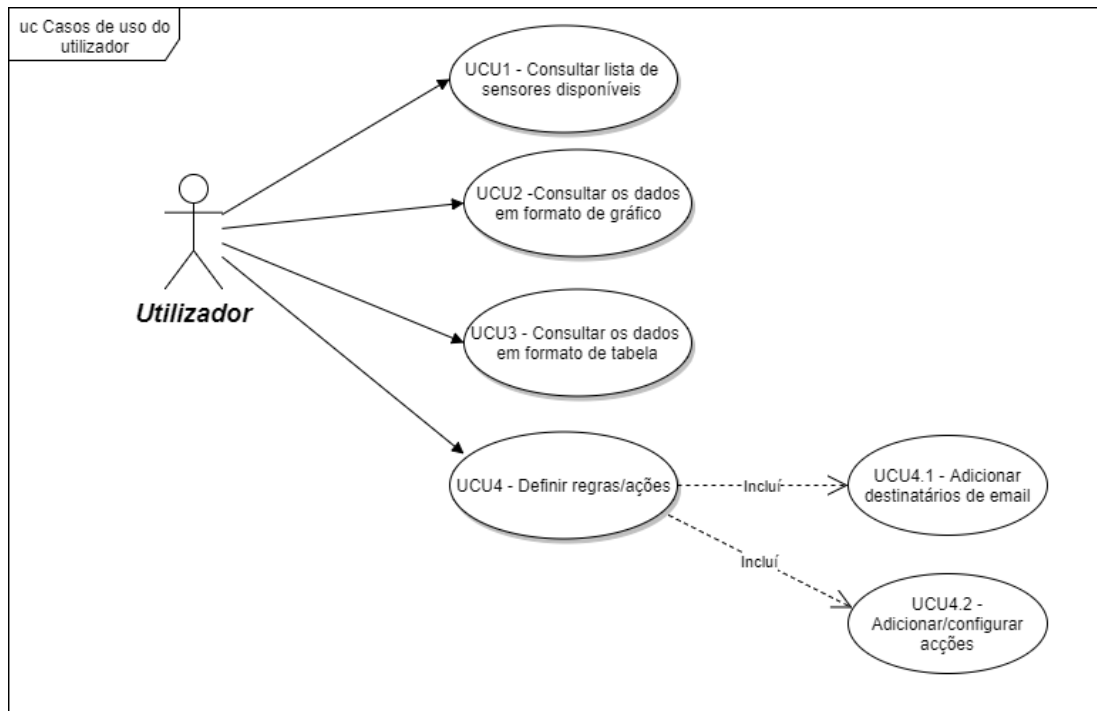 uc Casos de uso do
utilizador
UCU1 - Consultar lista de
sensores disponíveis
UCU2 -Consultar os dados
em formato de gráfico
Utilizador
UCU3 - Consultar os dados
em formato de tabela
UCU4 - Definir regras/ações
Incluí
UCU4.1 - Adicionar
destinatários de email
Incluí
UCU4.2 -
Adicionar/configurar
acções